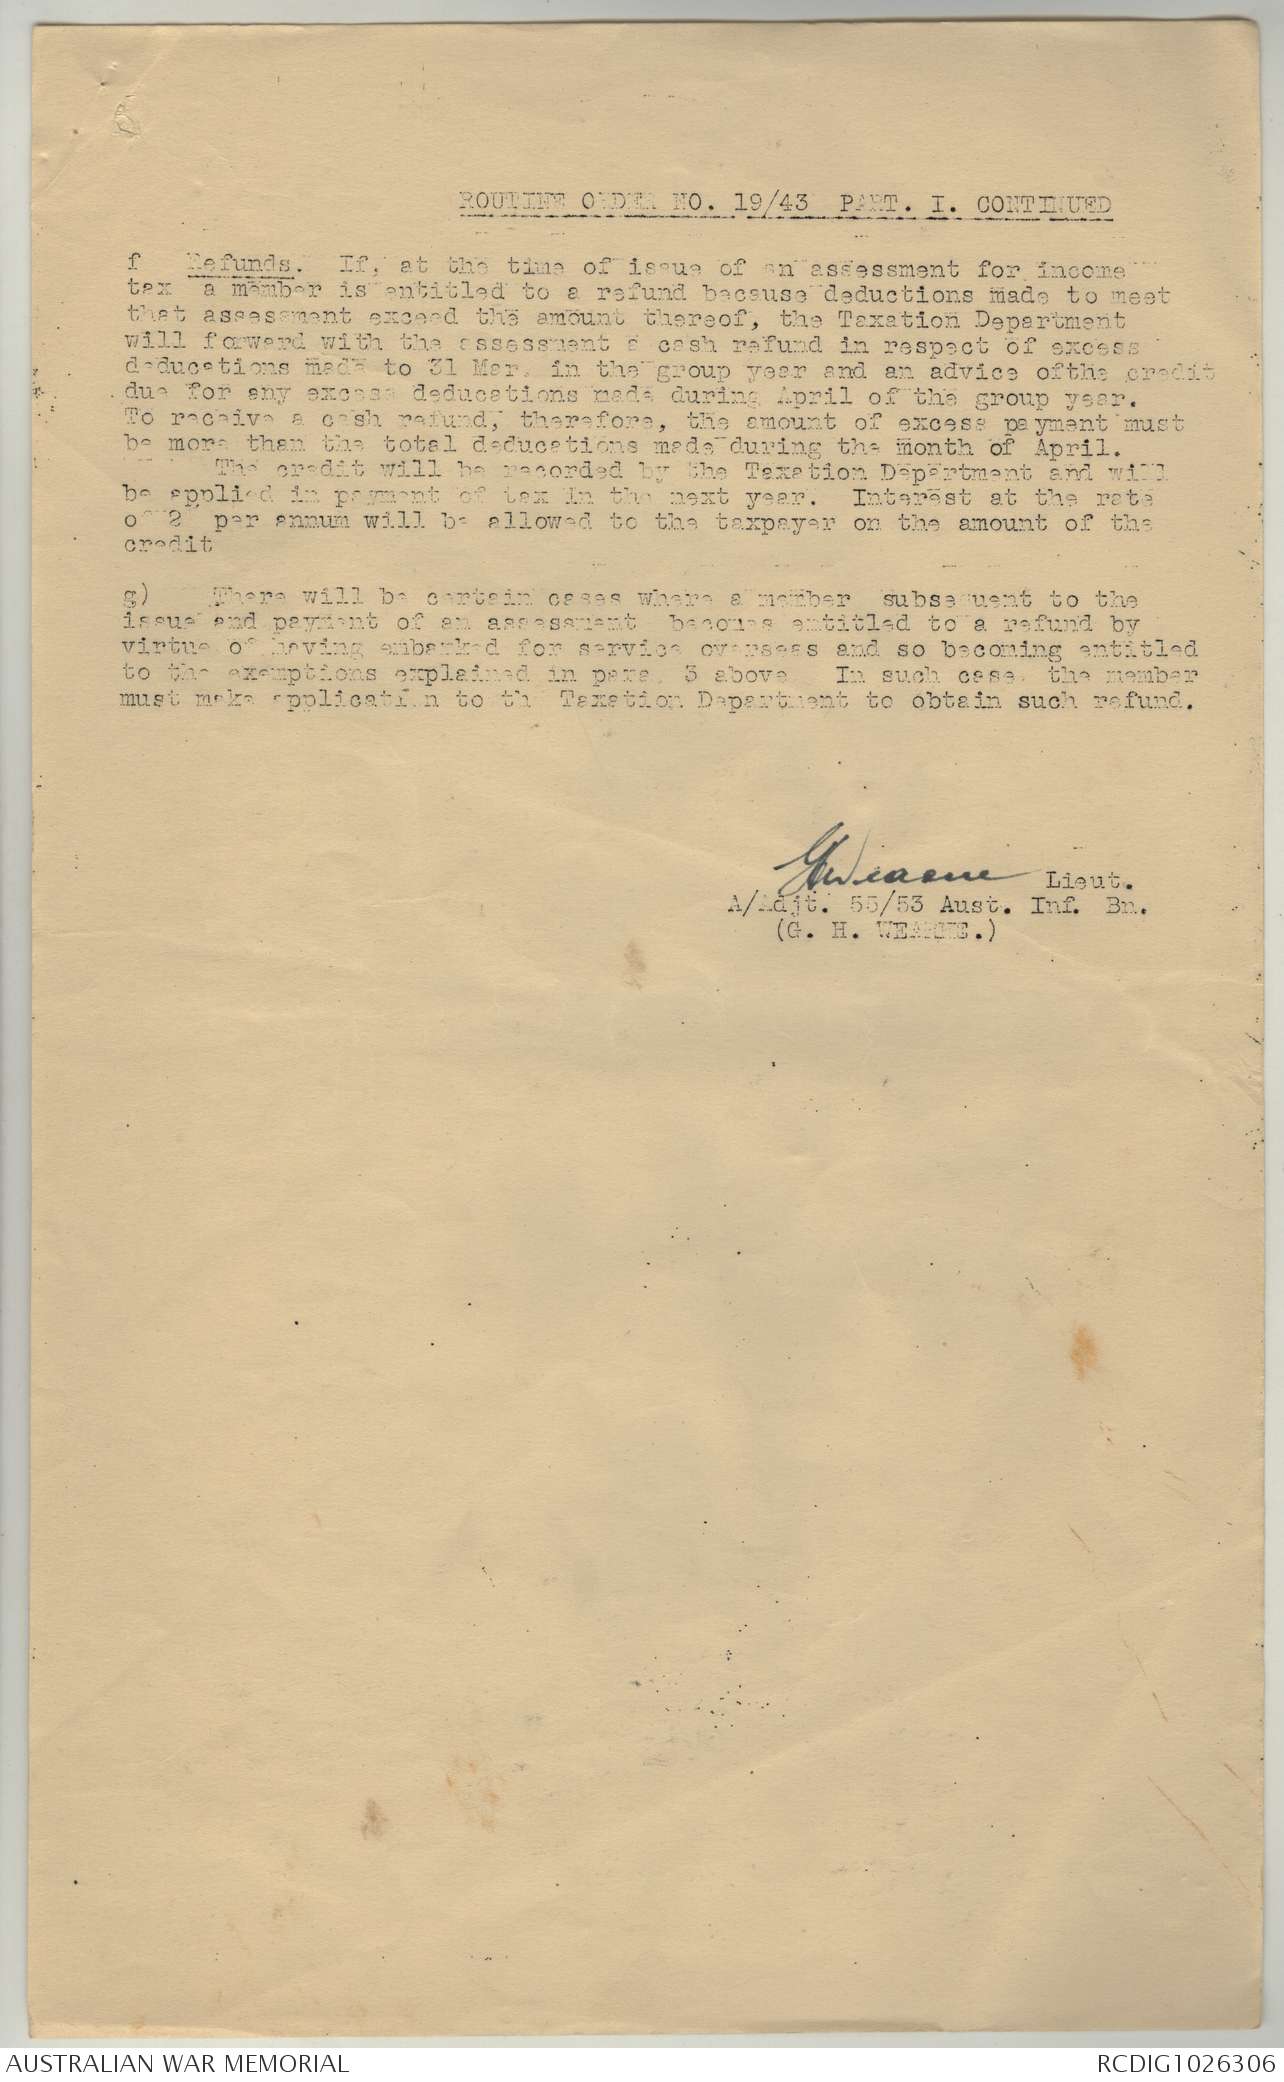 ROUTINE ORDER NO. 19/43 PART. I. CONTINUED
f Refunds. If, at the time of issue of an assessment for income
tax a member is entitled to a refund because deductions made to meet
that assessment exceed the amount thereof, the Taxation Department
will forward with the assessment a cash refund in respect of excess
deducations made to 31 Mar. in the group year and an advice ofthe credit
due for any excess deducations made during April of the group year.
To receive a cash refund, therefore, the amount of excess payment must
be more than the total deducations made during the month of April.
The credit will be recorded by the Taxation Department and will
be applied in payment of tax in the next year. Interest at the rate
of 2 per annum will be allowed to the taxpayer on the amount of the
credit
g) There will be certain cases where a member subsequent to the
issue and payment of an assessment becomes entitled to a refund by
virtue of having embarked for service overseas and so becoming entitled
to the exemptions explained in para. 3 above In such case. the member
must make application to th Taxation Department to obtain such refund.
GHWearne Lieut.
A/Adjt. 55/53 Aust. Inf. Bn.
(G. H. WEARNE.)
AUSTRALIAN WAR MEMORIAL
RCDIG1026306